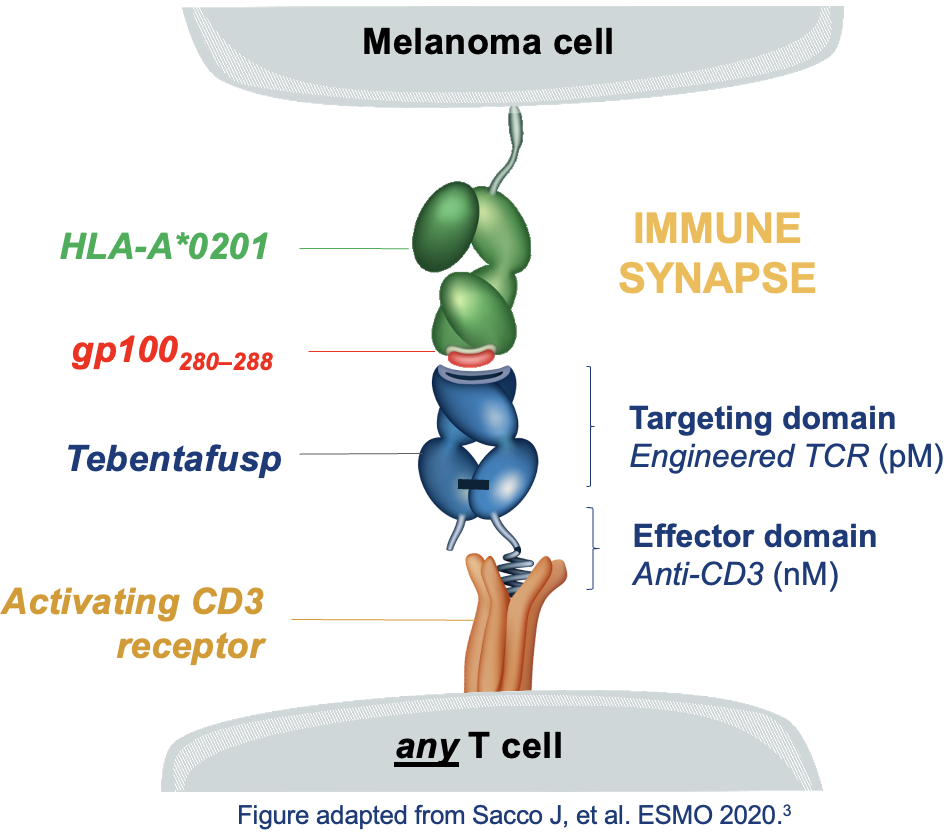 Melanoma cell
HLA-A*0201
IMMUNE
SYNAPSE
gp100280–288
Tebentafusp
Targeting domain
Engineered TCR (pM)
Effector domain
Anti-CD3 (nM)
Activating CD3
receptor
any T cell
Figure adapted from Sacco J, et al. ESMO 2020.3